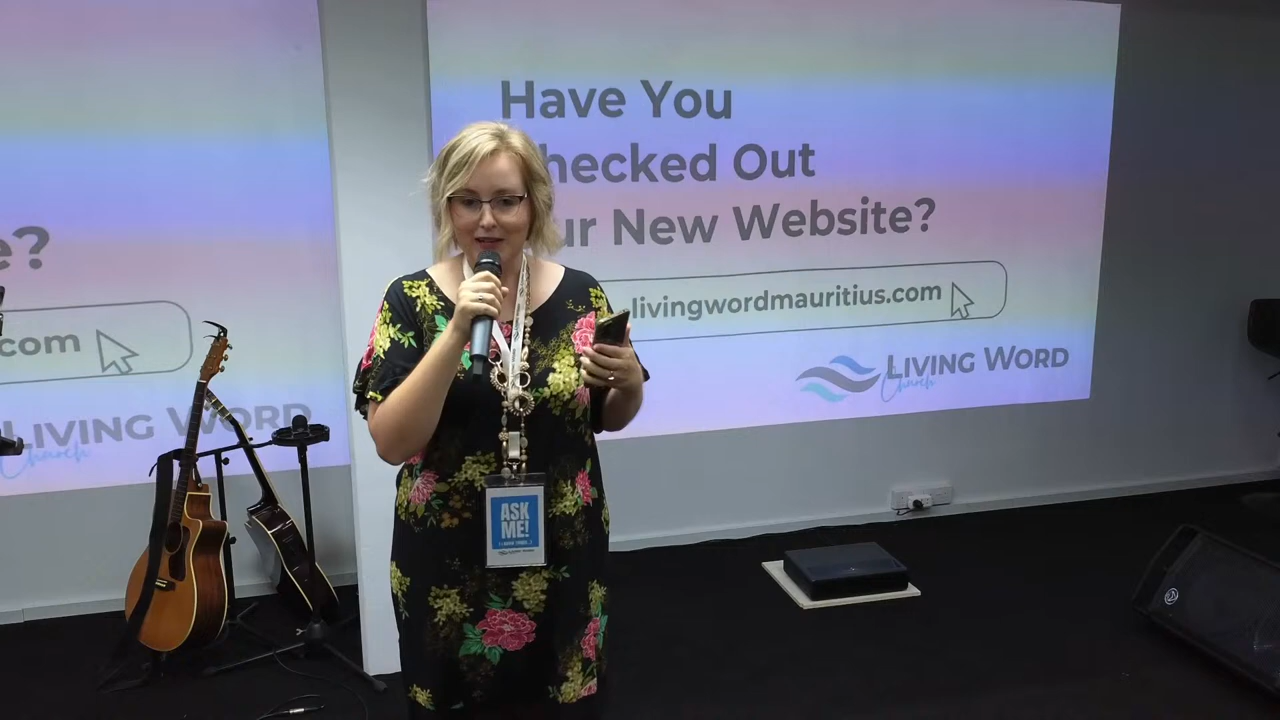 Have You
hecked Out
ur New Website?
livingwordmauritius.com
LIVING WORD
Church
e?
com
LIVING WORD
Church
ASK
ME!